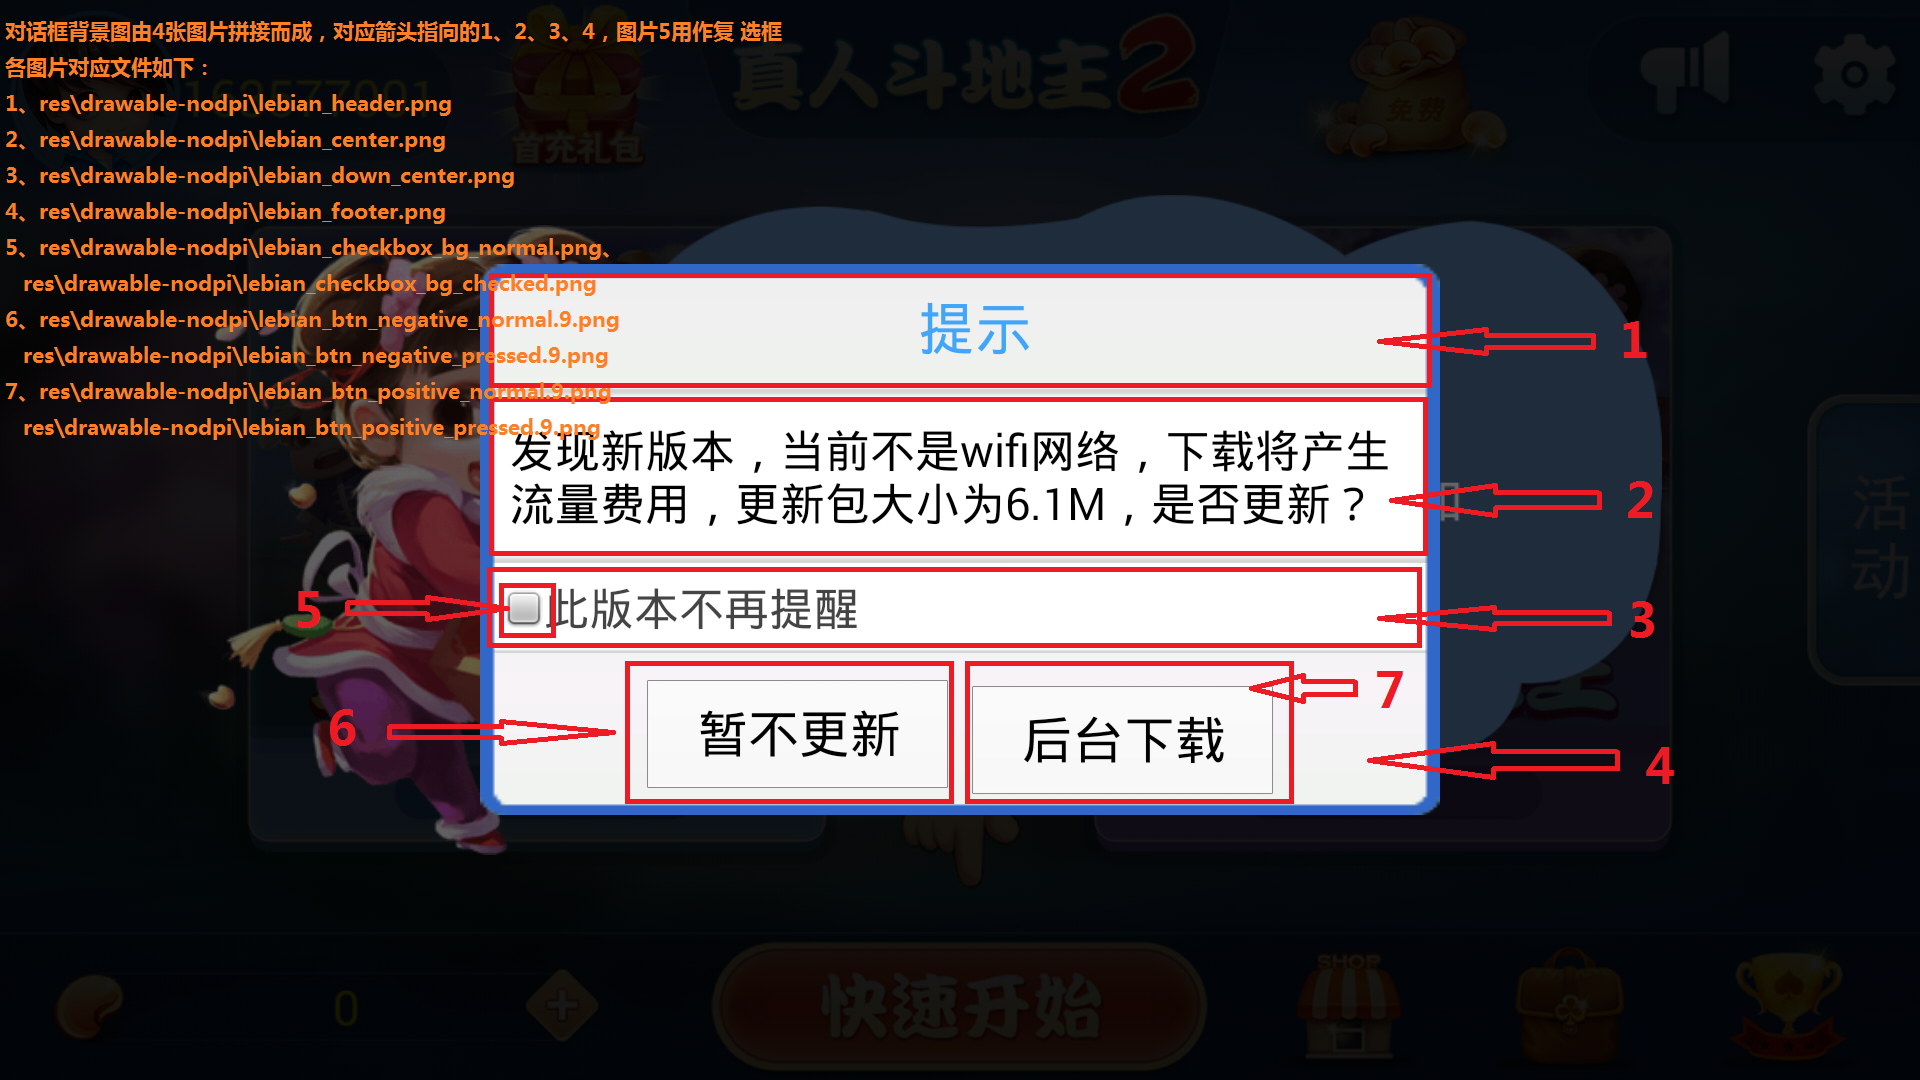 对话框背景图由4张图片拼接而成，对应箭头指向的1、2、3、4，图片5用作复 选框
各图片对应文件如下：
1、res\drawable-nodpi\lebian_header.png
2、res\drawable-nodpi\lebian_center.png
3、res\drawable-nodpi\lebian_down_center.png
4、res\drawable-nodpi\lebian_footer.png
5、res\drawable-nodpi\lebian_checkbox_bg_normal.png、
res\drawable-nodpi\lebian_checkbox_bg_checked.png
6、res\drawable-nodpi\lebian_btn_negative_normal.9.png
res\drawable-nodpi\lebian_btn_negative_pressed.9.png
7、res\drawable-nodpi\lebian_btn_positive_normal.9.png
res\drawable-nodpi\lebian_btn_positive_pressed.9.png
首充礼包
真人斗地主2
免费
提示
1
发现新版本，当前不是wifi网络，下载将产生
流量费用，更新包大小为6.1M，是否更新？
2
活动
5
此版本不再提醒
3
6
暂不更新
后台下载
7
4
0
快速开始
SHOP